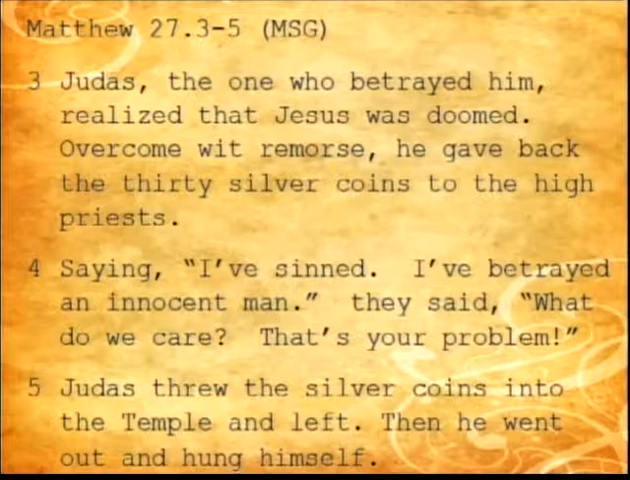 Matthew 27.3-5 (MSG)
3 Judas, the one who betrayed him,
realized that Jesus was doomed.
Overcome wit remorse, he gave back
the thirty silver coins to the high
priests.
4 Saying, “I’ve sinned. I’ve betrayed
an innocent man.” they said, “What
do we care? That’s your problem!”
5 Judas threw the silver coins into
the Temple and left. Then he went
out and hung himself.